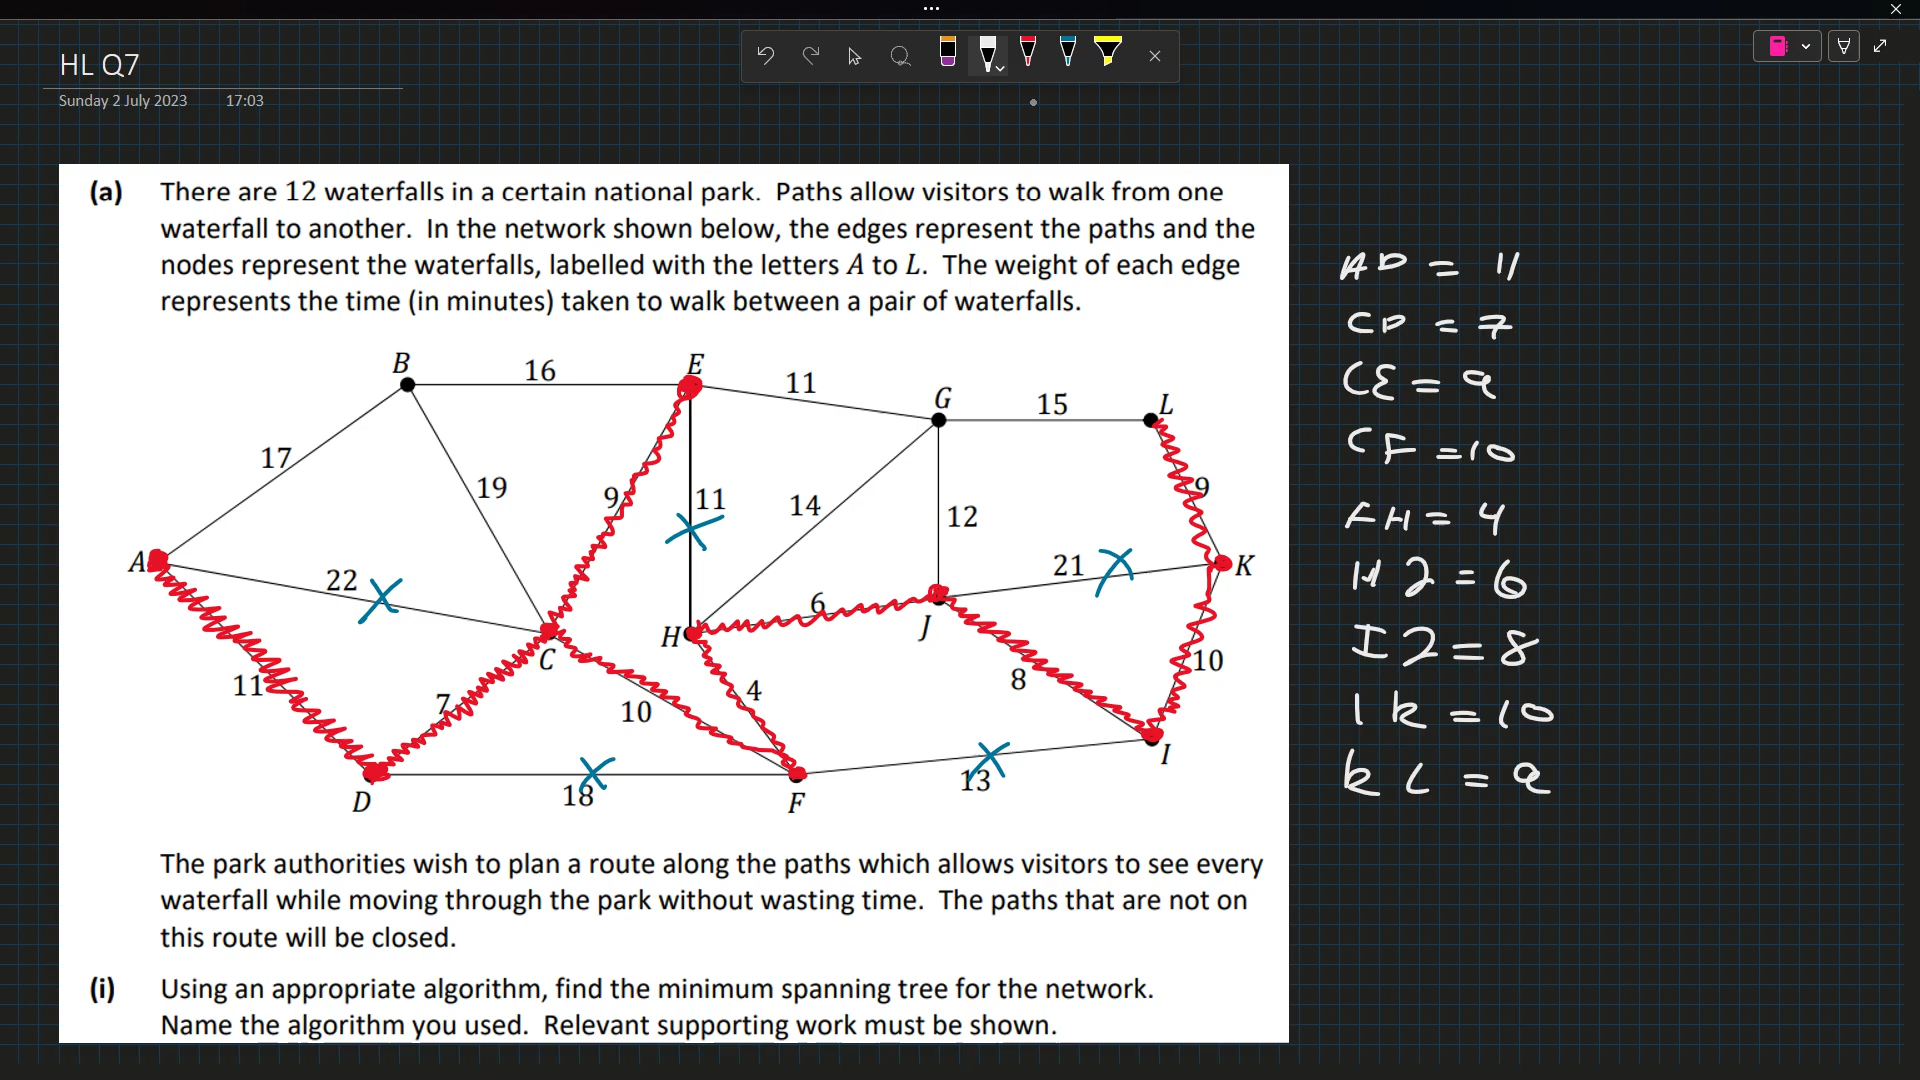 HL Q7
Sunday 2 July 2023 17:03
(a) There are 12 waterfalls in a certain national park. Paths allow visitors to walk from one
waterfall to another. In the network shown below, the edges represent the paths and the
nodes represent the waterfalls, labelled with the letters A to L. The weight of each edge
represents the time (in minutes) taken to walk between a pair of waterfalls.
B 16 E 11 G 15 L
17 19 9 11 14 12 9
A 22 21 K
H 6 J
C 10
11 7 10 4 8
I
D 18 F 13
The park authorities wish to plan a route along the paths which allows visitors to see every
waterfall while moving through the park without wasting time. The paths that are not on
this route will be closed.
(i) Using an appropriate algorithm, find the minimum spanning tree for the network.
Name the algorithm you used. Relevant supporting work must be shown.
AD = 11
CD = 7
CE = 9
CF = 10
FH = 4
HJ = 6
IJ = 8
IK = 10
KL = 9